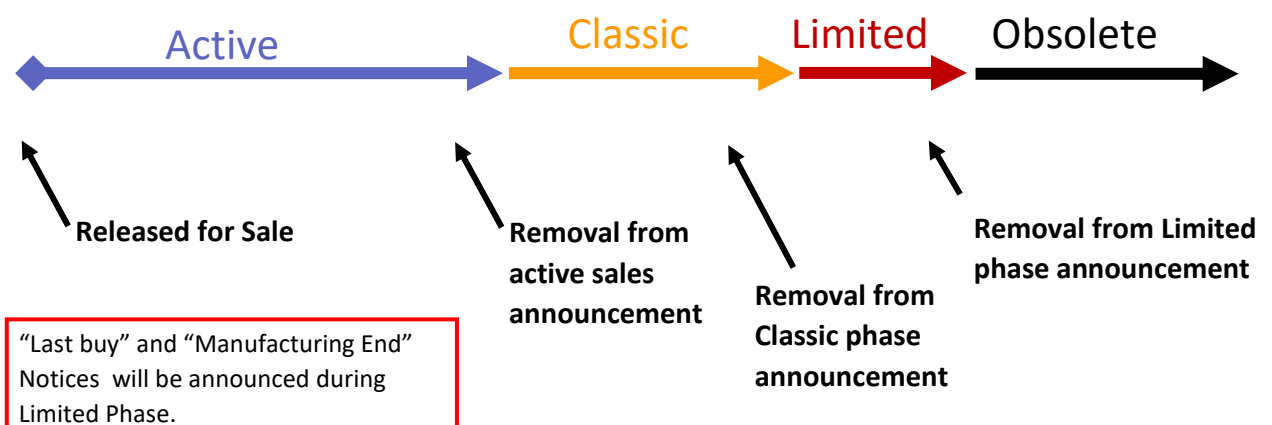 Active
Classic
Limited
Obsolete
Released for Sale
Removal from
active sales
announcement
Removal from
Classic phase
announcement
Removal from Limited
phase announcement
“Last buy” and “Manufacturing End”
Notices will be announced during
Limited Phase.